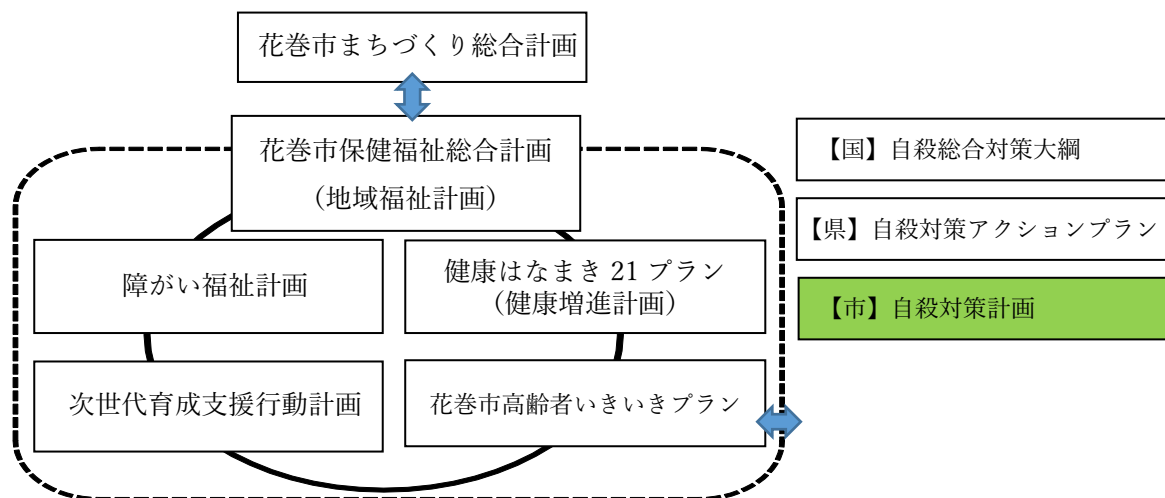 花巻市まちづくり総合計画
花巻市保健福祉総合計画
（地域福祉計画）
障がい福祉計画
健康はなまき 21 プラン
（健康増進計画）
次世代育成支援行動計画
花巻市高齢者いきいきプラン
【国】自殺総合対策大綱
【県】自殺対策アクションプラン
【市】自殺対策計画